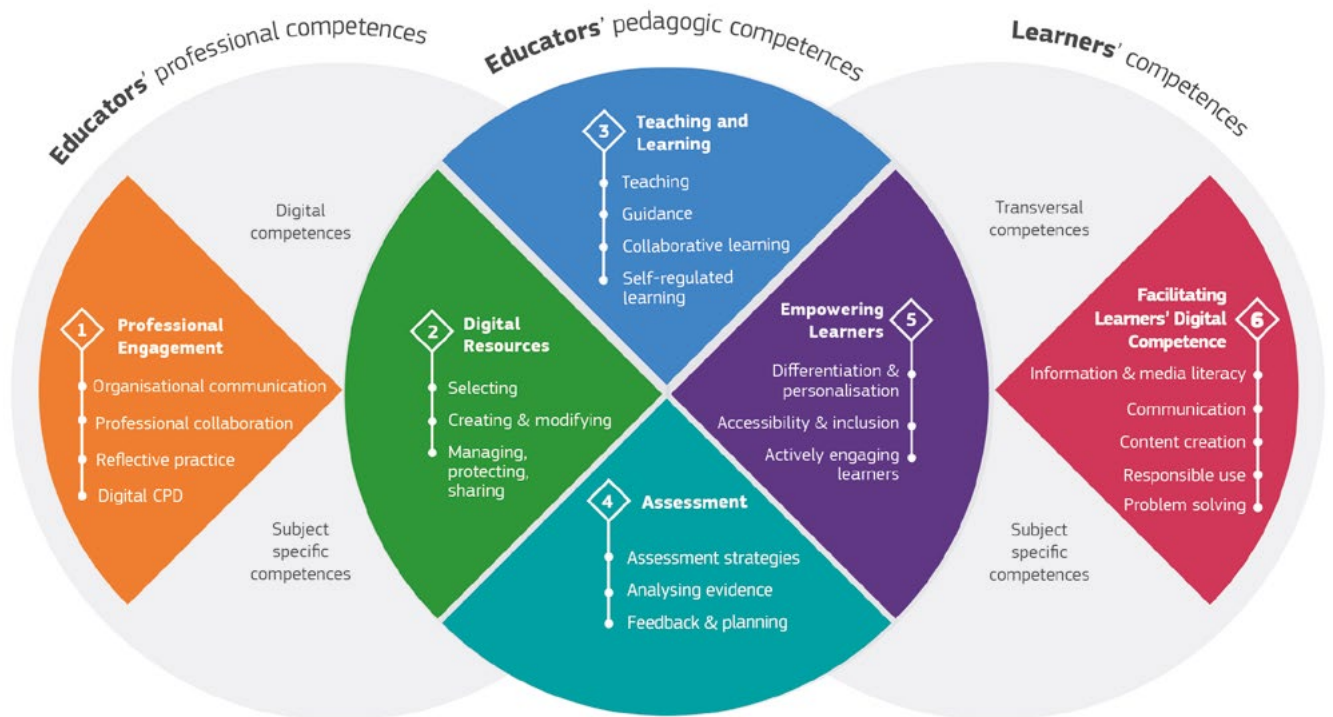 Educators' professional competences
Educators' pedagogic competences
Learners' competences
Digital
competences
Subject
specific
competences
1
Professional
Engagement
Organisational communication
Professional collaboration
Reflective practice
Digital CPD
2
Digital
Resources
Selecting
Creating & modifying
Managing,
protecting,
sharing
3
Teaching and
Learning
Teaching
Guidance
Collaborative learning
Self-regulated
learning
4
Assessment
Assessment strategies
Analysing evidence
Feedback & planning
Empowering
Learners
5
Differentiation &
personalisation
Accessibility & inclusion
Actively engaging
learners
Transversal
competences
Subject
specific
competences
Facilitating
Learners' Digital
Competence
6
Information & media literacy
Communication
Content creation
Responsible use
Problem solving